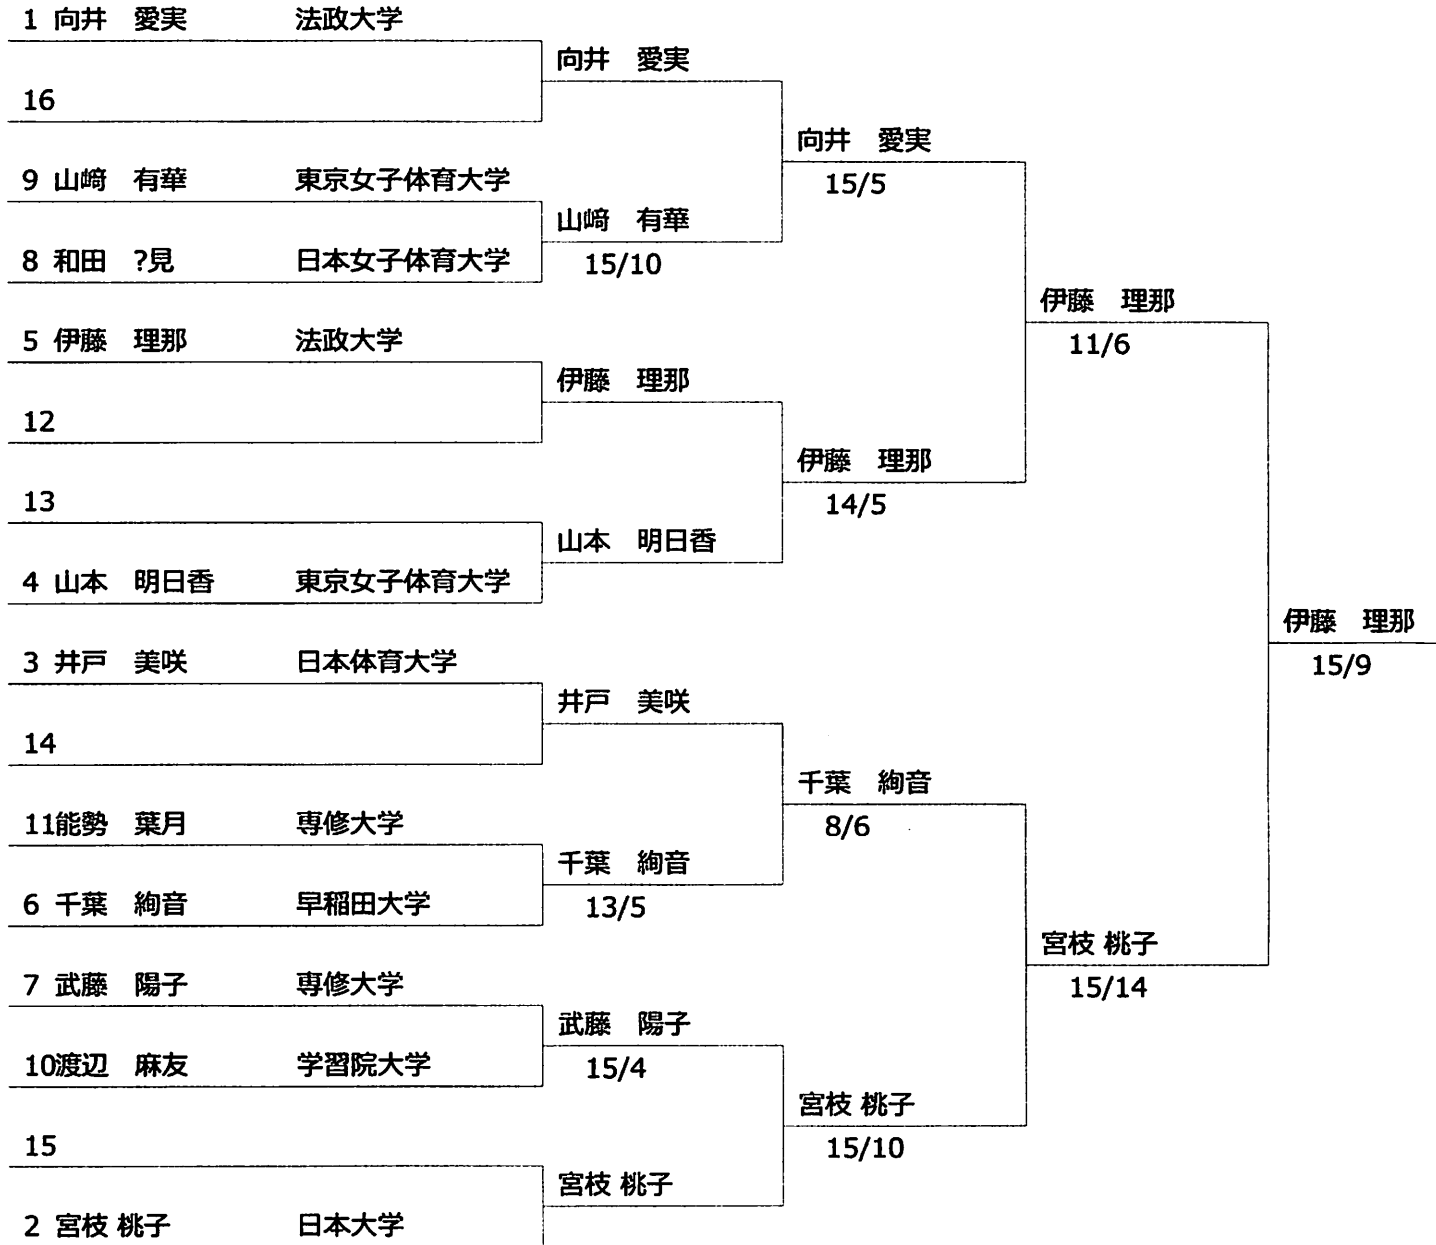 1 向井 愛実 法政大学
向井 愛実
16
向井 愛実
15/5
9 山﨑 有華 東京女子体育大学
山﨑 有華
15/10
8 和田 ?見 日本女子体育大学
伊藤 理那
11/6
5 伊藤 理那 法政大学
伊藤 理那
12
伊藤 理那
14/5
13
山本 明日香
4 山本 明日香 東京女子体育大学
伊藤 理那
15/9
3 井戸 美咲 日本体育大学
井戸 美咲
14
千葉 絢音
8/6
11能勢 葉月 専修大学
千葉 絢音
13/5
6 千葉 絢音 早稲田大学
宮枝 桃子
15/14
7 武藤 陽子 専修大学
武藤 陽子
15/4
10渡辺 麻友 学習院大学
宮枝 桃子
15/10
15
宮枝 桃子
2 宮枝 桃子 日本大学